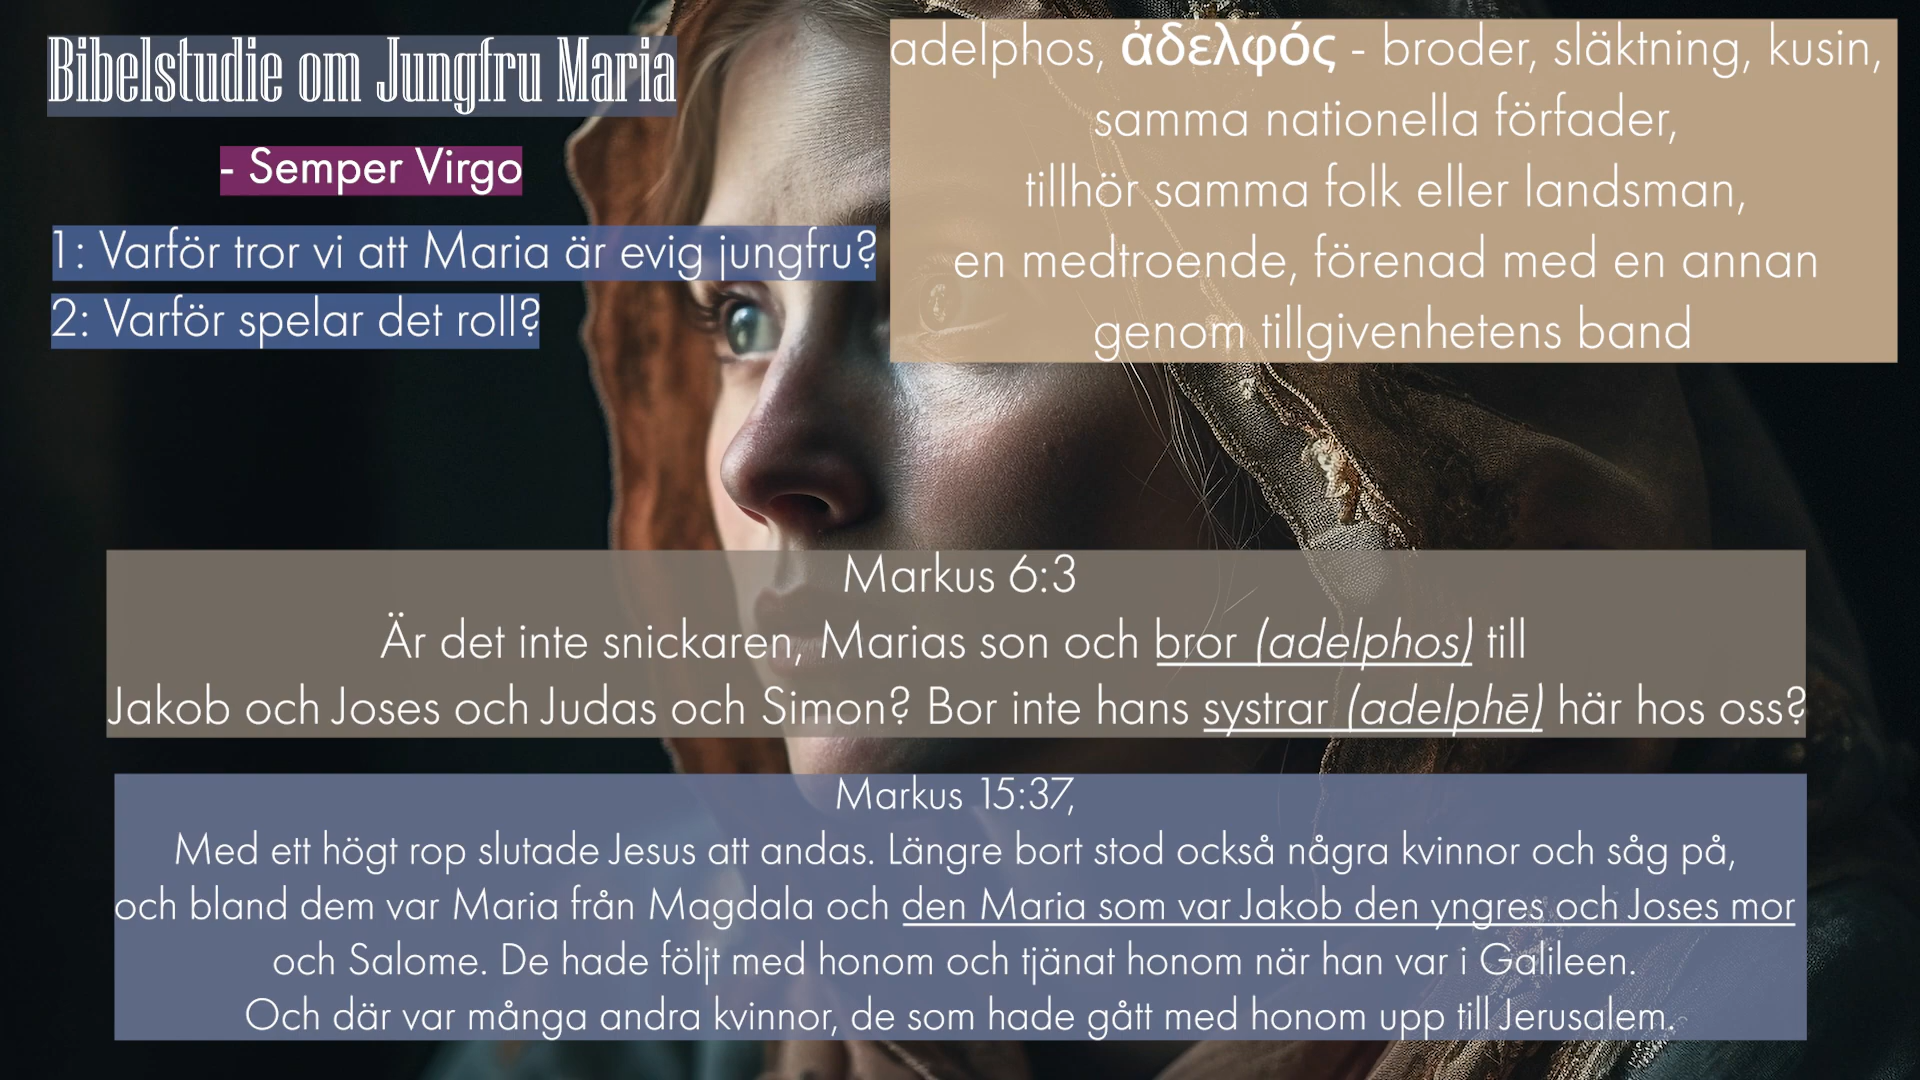 Bibelstudie om Jungfru Maria
- Semper Virgo
1: Varför tror vi att Maria är evig jungfru?
2: Varför spelar det roll?
adelphos, ἀδελφός - broder, släktning, kusin,
samma nationella förfader,
tillhör samma folk eller landsman,
en medtroende, förenad med en annan
genom tillgivenhetens band
Markus 6:3
Är det inte snickaren, Marias son och bror (adelphos) till
Jakob och Joses och Judas och Simon? Bor inte hans systrar (adelphē) här hos oss?
Markus 15:37,
Med ett högt rop slutade Jesus att andas. Längre bort stod också några kvinnor och såg på,
och bland dem var Maria från Magdala och den Maria som var Jakob den yngres och Joses mor
och Salome. De hade följt med honom och tjänat honom när han var i Galileen.
Och där var många andra kvinnor, de som hade gått med honom upp till Jerusalem.